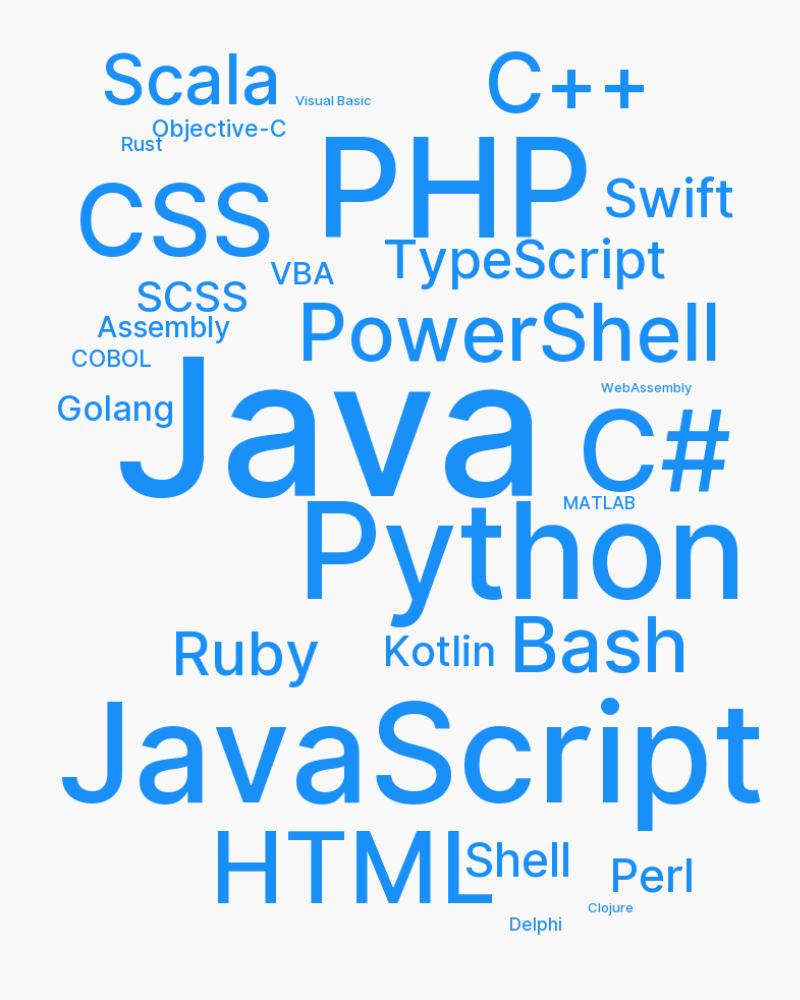 Scala
C++
Visual Basic
Objective-C
Rust
PHP
CSS
Swift
TypeScript
VBA
SCSS
Assembly
PowerShell
COBOL
WebAssembly
Golang
Java
C#
MATLAB
Python
Ruby
Kotlin
Bash
JavaScript
HTML
Shell
Perl
Clojure
Delphi